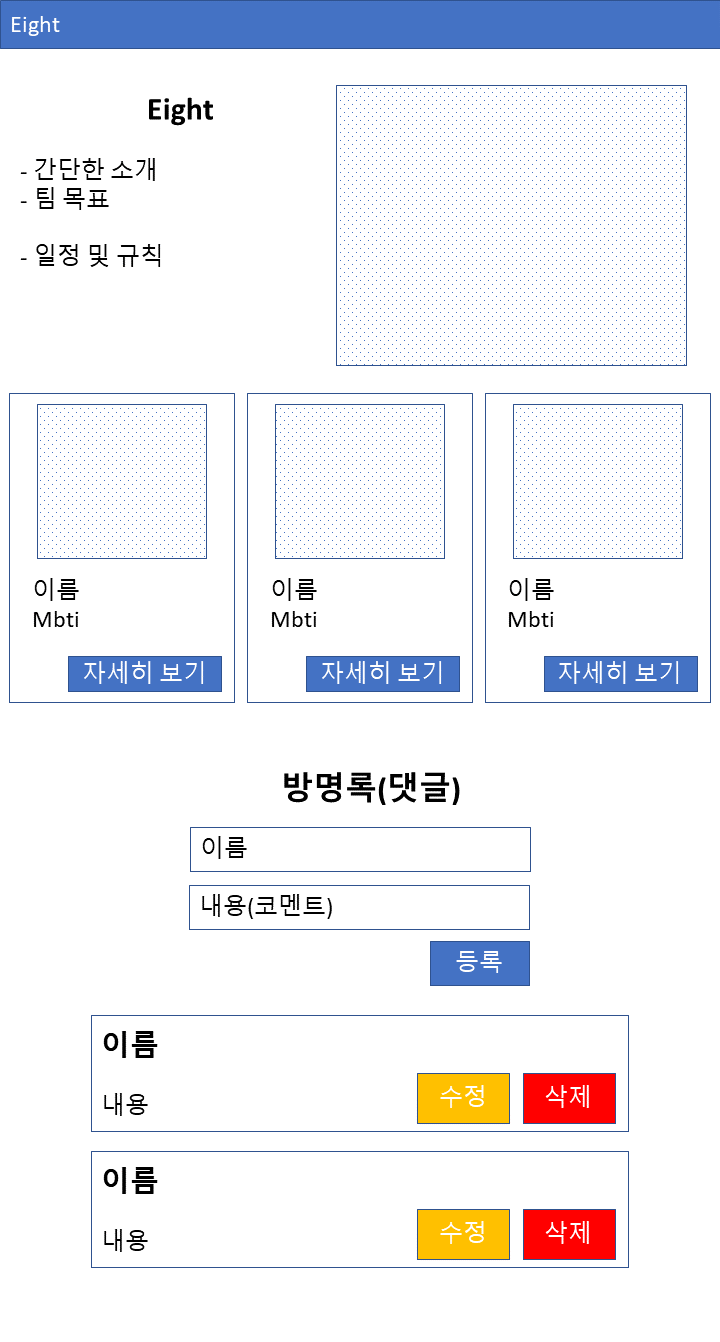 Eight
Eight
- 간단한 소개
- 팀 목표
- 일정 및 규칙
이름
Mbti
자세히 보기
이름
Mbti
자세히 보기
이름
Mbti
자세히 보기
방명록(댓글)
이름
내용(코멘트)
등록
이름
내용
수정
삭제
이름
내용
수정
삭제